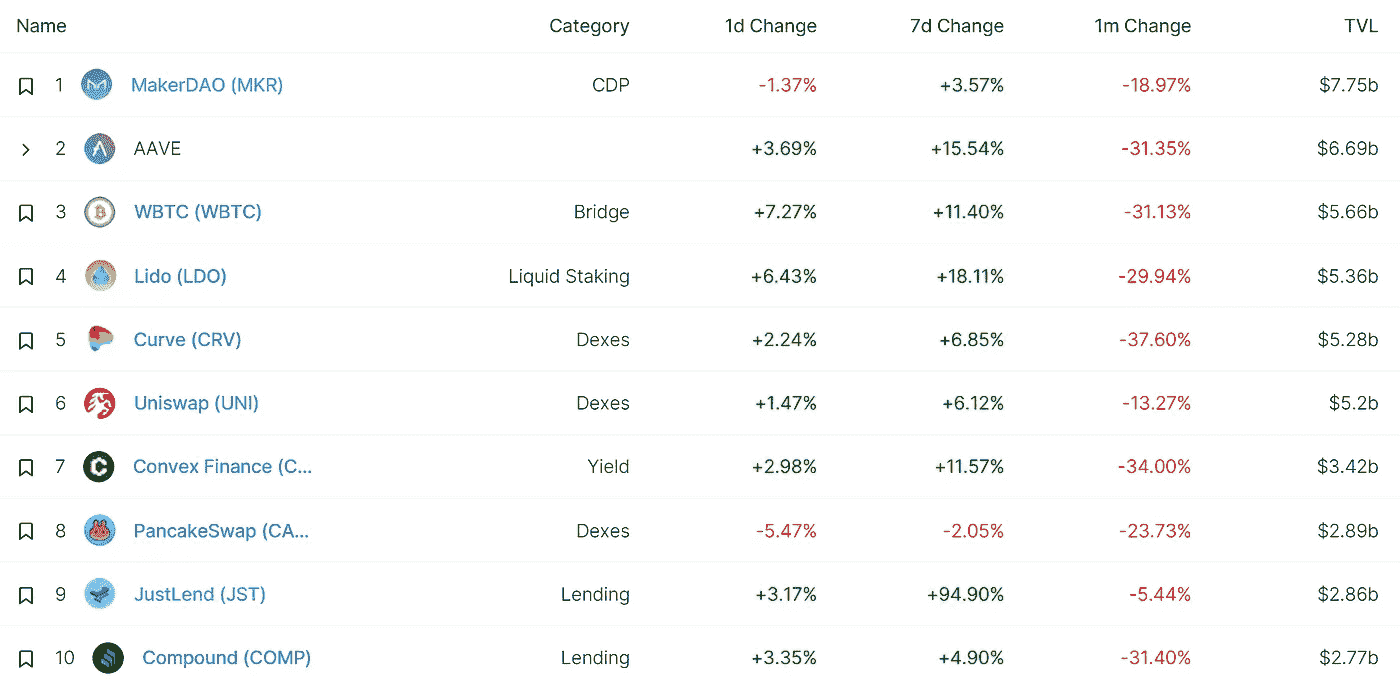 Name Category 1d Change 7d Change 1m Change TVL
1 MakerDAO (MKR) CDP -1.37% +3.57% -18.97% $7.75b
2 AAVE +3.69% +15.54% -31.35% $6.69b
3 WBTC (WBTC) Bridge +7.27% +11.40% -31.13% $5.66b
4 Lido (LDO) Liquid Staking +6.43% +18.11% -29.94% $5.36b
5 Curve (CRV) Dexes +2.24% +6.85% -37.60% $5.28b
6 Uniswap (UNI) Dexes +1.47% +6.12% -13.27% $5.2b
7 Convex Finance (C... Yield +2.98% +11.57% -34.00% $3.42b
8 PancakeSwap (CA... Dexes -5.47% -2.05% -23.73% $2.89b
9 JustLend (JST) Lending +3.17% +94.90% -5.44% $2.86b
10 Compound (COMP) Lending +3.35% +4.90% -31.40% $2.77b